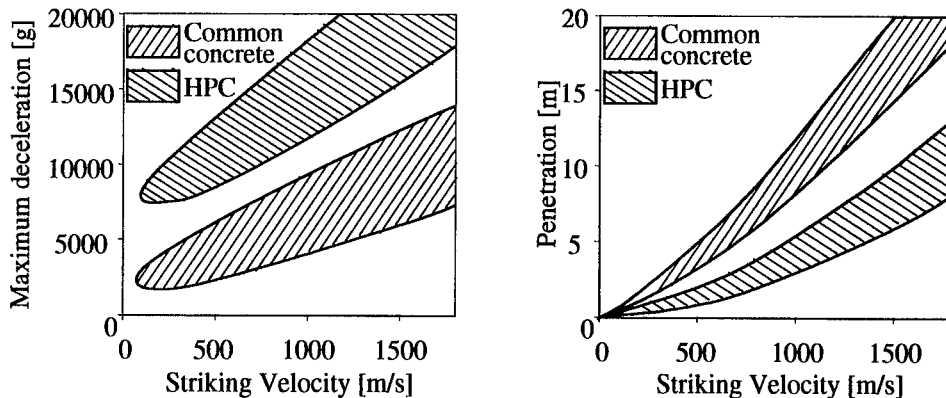 Maximum deceleration [g]
20000
15000
10000
5000
0
Common
concrete
HPC
0
500
1000
1500
Striking Velocity [m/s]
Penetration [m]
20
15
10
5
0
Common
concrete
HPC
0
500
1000
1500
Striking Velocity [m/s]